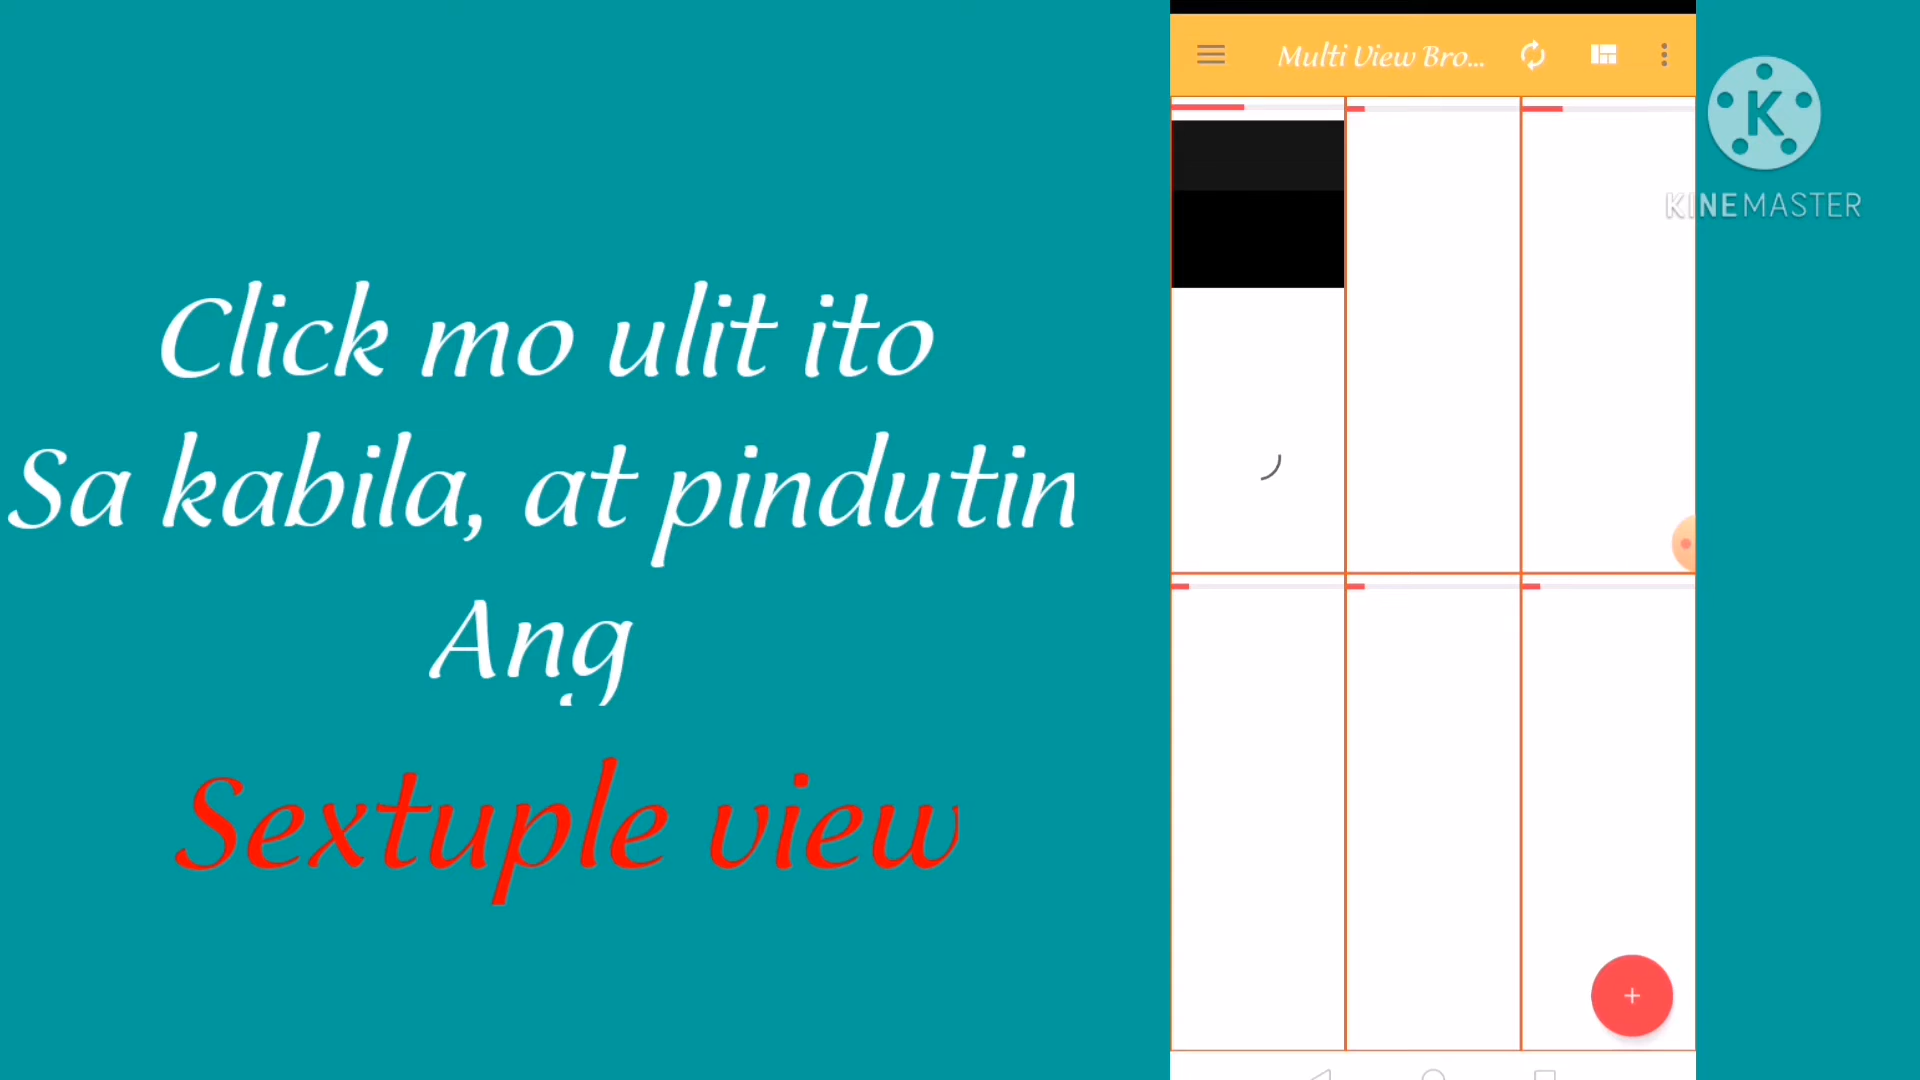 Multi View Bro...
K
KINEMASTER
Click mo ulit ito
Sa kabila, at pindutin
Ang
Sextuple view